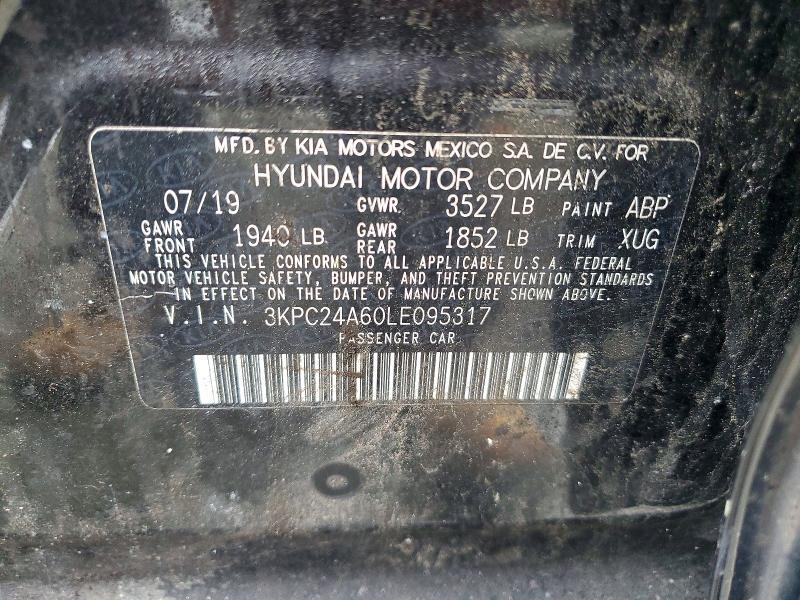 MFD. BY KIA MOTORS MEXICO S.A. DE C.V. FOR
HYUNDAI MOTOR COMPANY
07/19 GVWR 3527 LB PAINT ABP
GAWR FRONT 1940 LB GAWR REAR 1852 LB TRIM XUG
THIS VEHICLE CONFORMS TO ALL APPLICABLE U.S.A. FEDERAL
MOTOR VEHICLE SAFETY, BUMPER, AND THEFT PREVENTION STANDARDS
IN EFFECT ON THE DATE OF MANUFACTURE SHOWN ABOVE.
V.I.N. 3KPC24A60LE095317
PASSENGER CAR